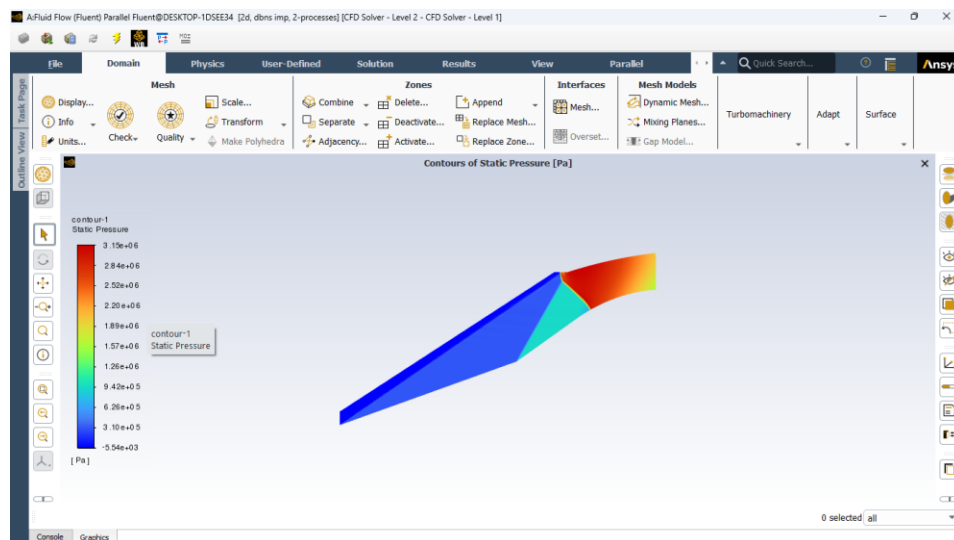 A:Fluid Flow (Fluent) Parallel Fluent@DESKTOP-1DSEE34 [2d, dbns imp, 2-processes] [CFD Solver - Level 2 - CFD Solver - Level 1]
File Domain Physics User-Defined Solution Results View Parallel Quick Search... Ansys
Mesh Zones Interfaces Mesh Models
Display... Scale... Combine Delete... Append Mesh... Dynamic Mesh...
Info Transform Separate Deactivate... Replace Mesh... Mixing Planes... Turbomachinery Adapt Surface
Units... Check Quality Make Polyhedra Adjacency... Activate... Replace Zone... Overset... Gap Model...
Task Page
Outline View
Contours of Static Pressure [Pa]
contour-1
Static Pressure
3.15e+06
2.84e+06
2.52e+06
2.20e+06
1.89e+06
1.57e+06
1.26e+06
9.42e+05
6.26e+05
3.10e+05
-5.54e+03
[Pa]
contour-1
Static Pressure
0 selected all
Console Graphics